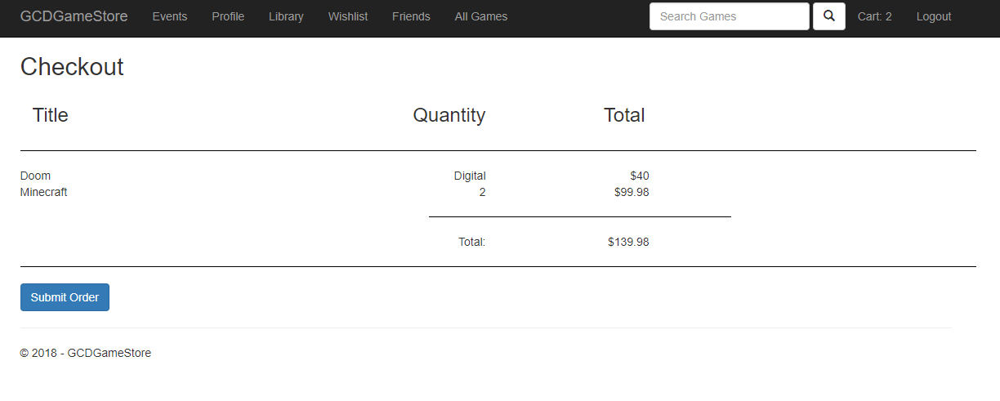 GCDGameStore Events Profile Library Wishlist Friends All Games Search Games Cart: 2 Logout
Checkout
Title Quantity Total
Doom Digital $40
Minecraft 2 $99.98
Total: $139.98
Submit Order
© 2018 - GCDGameStore